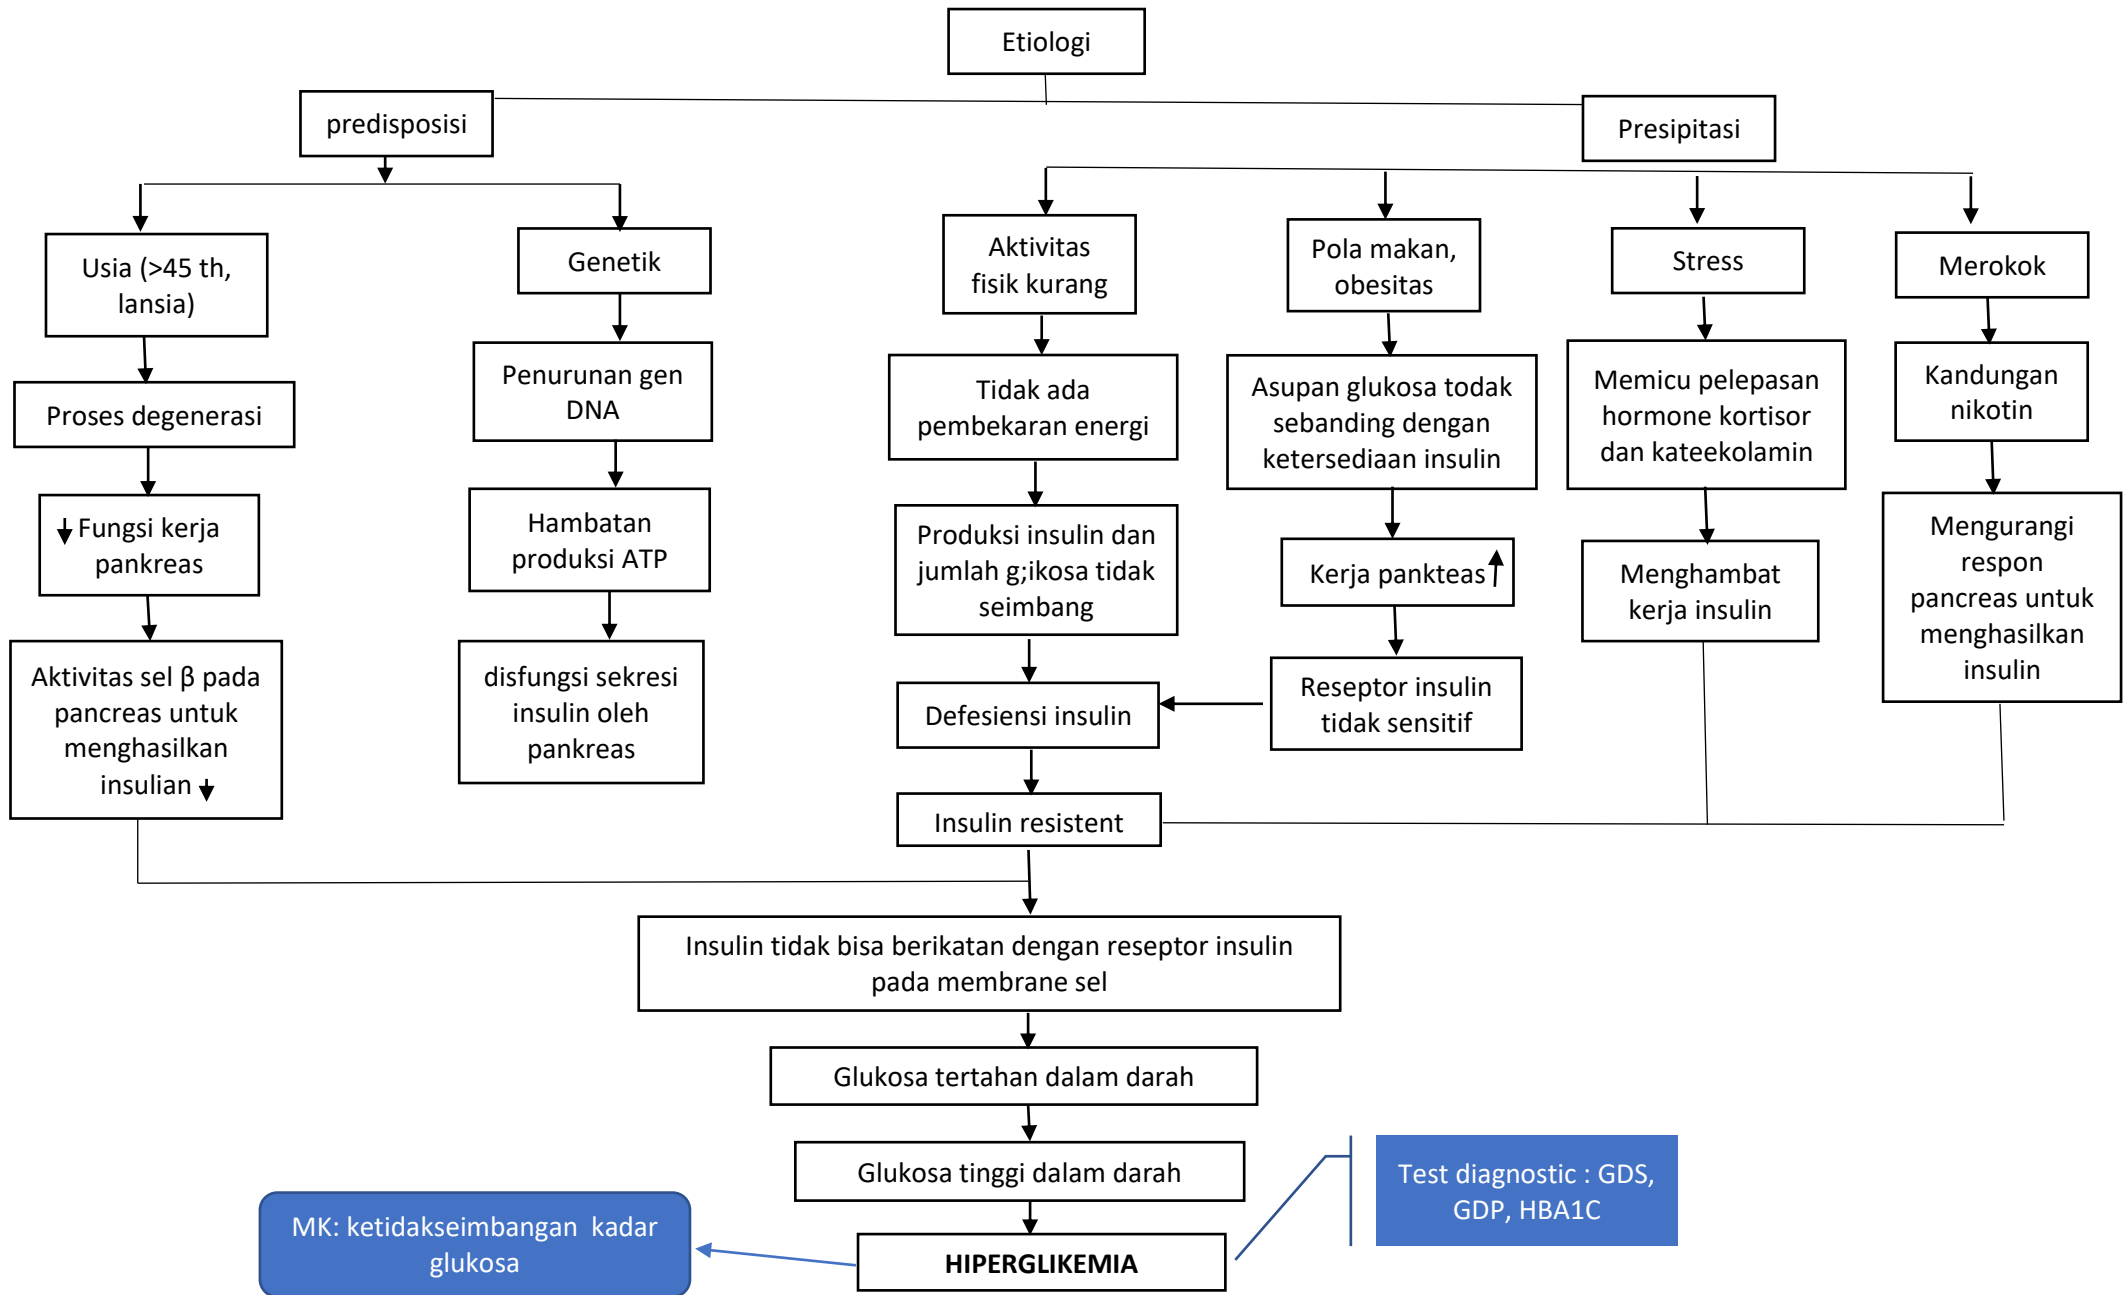 Etiologi
predisposisi
Presipitasi
Usia (>45 th,
lansia)
Genetik
Aktivitas
fisik kurang
Pola makan,
obesitas
Stress
Merokok
Proses degenerasi
Penurunan gen
DNA
Tidak ada
pembekaran energi
Asupan glukosa todak
sebanding dengan
ketersediaan insulin
Memicu pelepasan
hormone kortisor
dan kateekolamin
Kandungan
nikotin
Fungsi kerja
pankreas
Hambatan
produksi ATP
Produksi insulin dan
jumlah g;ikosa tidak
seimbang
Kerja pankteas
Menghambat
kerja insulin
Mengurangi
respon
pancreas untuk
menghasilkan
insulin
Aktivitas sel β pada
pancreas untuk
menghasilkan
insulian
disfungsi sekresi
insulin oleh
pankreas
Defesiensi insulin
Reseptor insulin
tidak sensitif
Insulin resistent
Insulin tidak bisa berikatan dengan reseptor insulin
pada membrane sel
Glukosa tertahan dalam darah
Glukosa tinggi dalam darah
Test diagnostic : GDS,
GDP, HBA1C
MK: ketidakseimbangan kadar
glukosa
HIPERGLIKEMIA